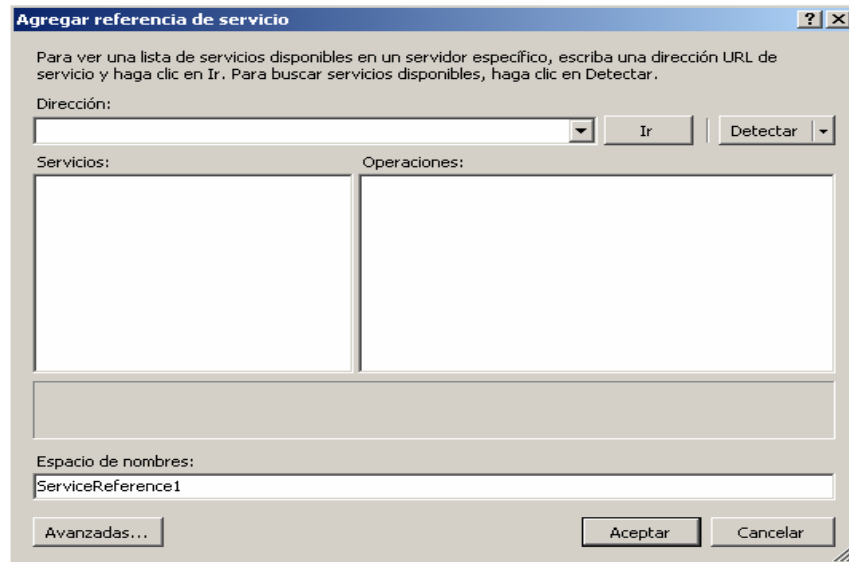 Agregar referencia de servicio
Para ver una lista de servicios disponibles en un servidor específico, escriba una dirección URL de
servicio y haga clic en Ir. Para buscar servicios disponibles, haga clic en Detectar.
Dirección:
Ir
Detectar
Servicios:
Operaciones:
Espacio de nombres:
ServiceReference1
Avanzadas...
Aceptar
Cancelar